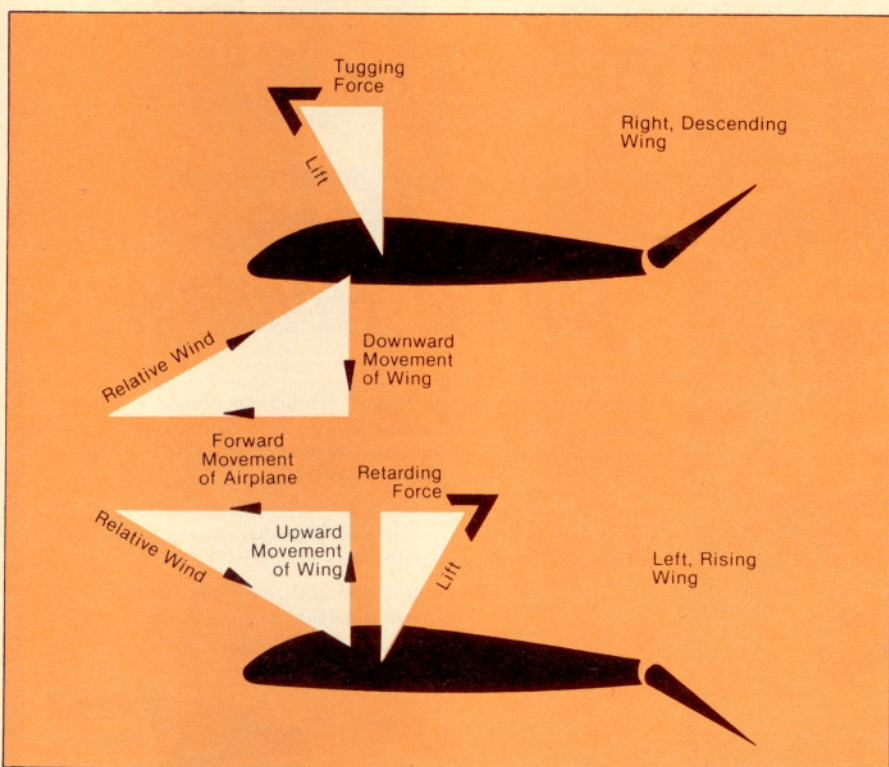 Tugging
Force
Lift
Right, Descending
Wing
Relative Wind
Downward
Movement
of Wing
Forward
Movement
of Airplane
Retarding
Force
Relative Wind
Upward
Movement
of Wing
Lift
Left, Rising
Wing